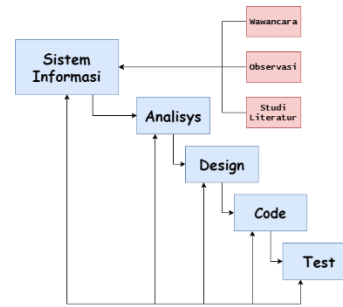 Wawancara
Sistem
Informasi
Observasi
Studi
Literatur
Analisys
Design
Code
Test